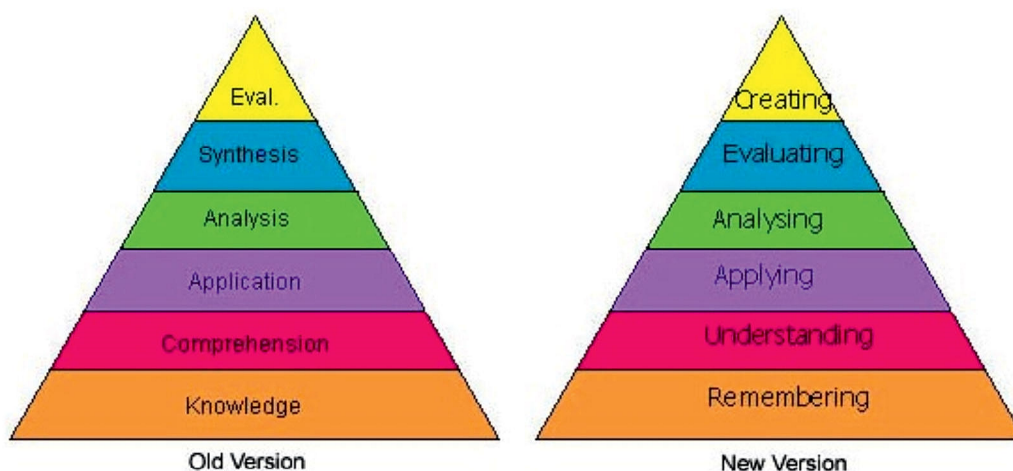 Eval.
Synthesis
Analysis
Application
Comprehension
Knowledge
Old Version
Creating
Evaluating
Analysing
Applying
Understanding
Remembering
New Version